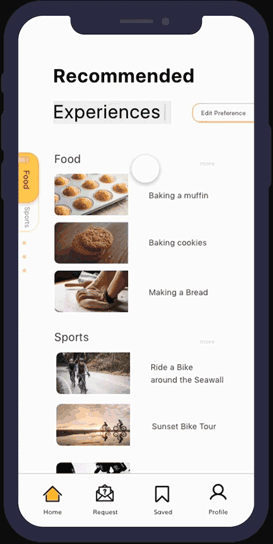 Recommended
Experiences
Edit Preference
Food
more
Food
Sports
Baking a muffin
Baking cookies
Making a Bread
Sports
more
Ride a Bike
around the Seawall
Sunset Bike Tour
Home
Request
Saved
Profile